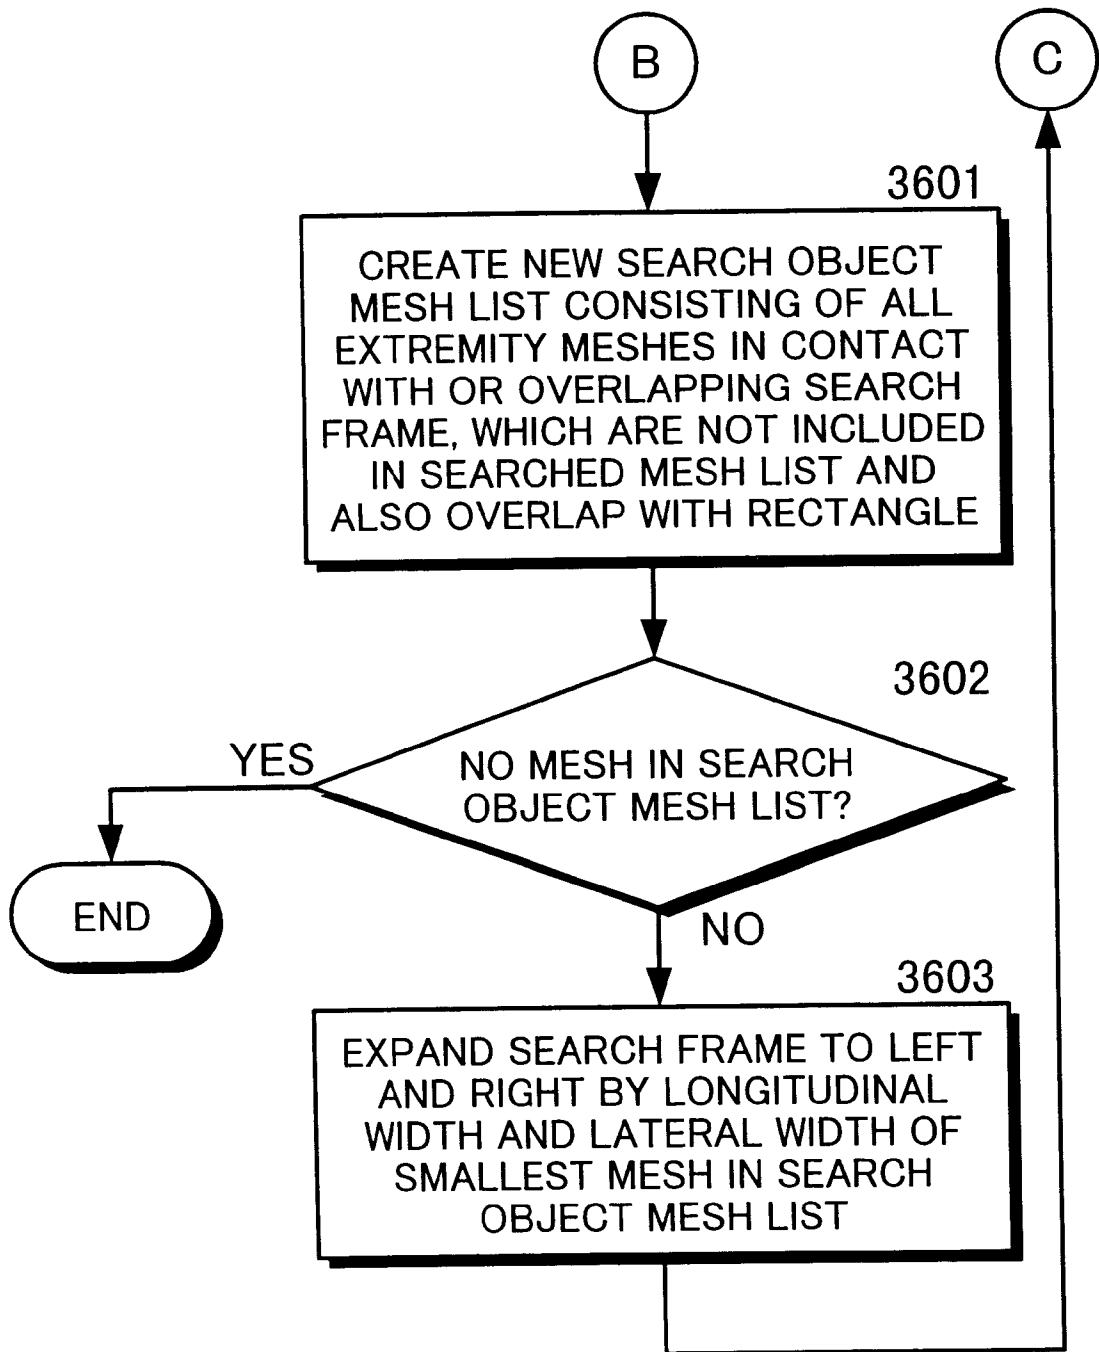 B
C
3601
CREATE NEW SEARCH OBJECT
MESH LIST CONSISTING OF ALL
EXTREMITY MESHES IN CONTACT
WITH OR OVERLAPPING SEARCH
FRAME, WHICH ARE NOT INCLUDED
IN SEARCHED MESH LIST AND
ALSO OVERLAP WITH RECTANGLE
3602
YES
NO MESH IN SEARCH
OBJECT MESH LIST?
END
NO
3603
EXPAND SEARCH FRAME TO LEFT
AND RIGHT BY LONGITUDINAL
WIDTH AND LATERAL WIDTH OF
SMALLEST MESH IN SEARCH
OBJECT MESH LIST